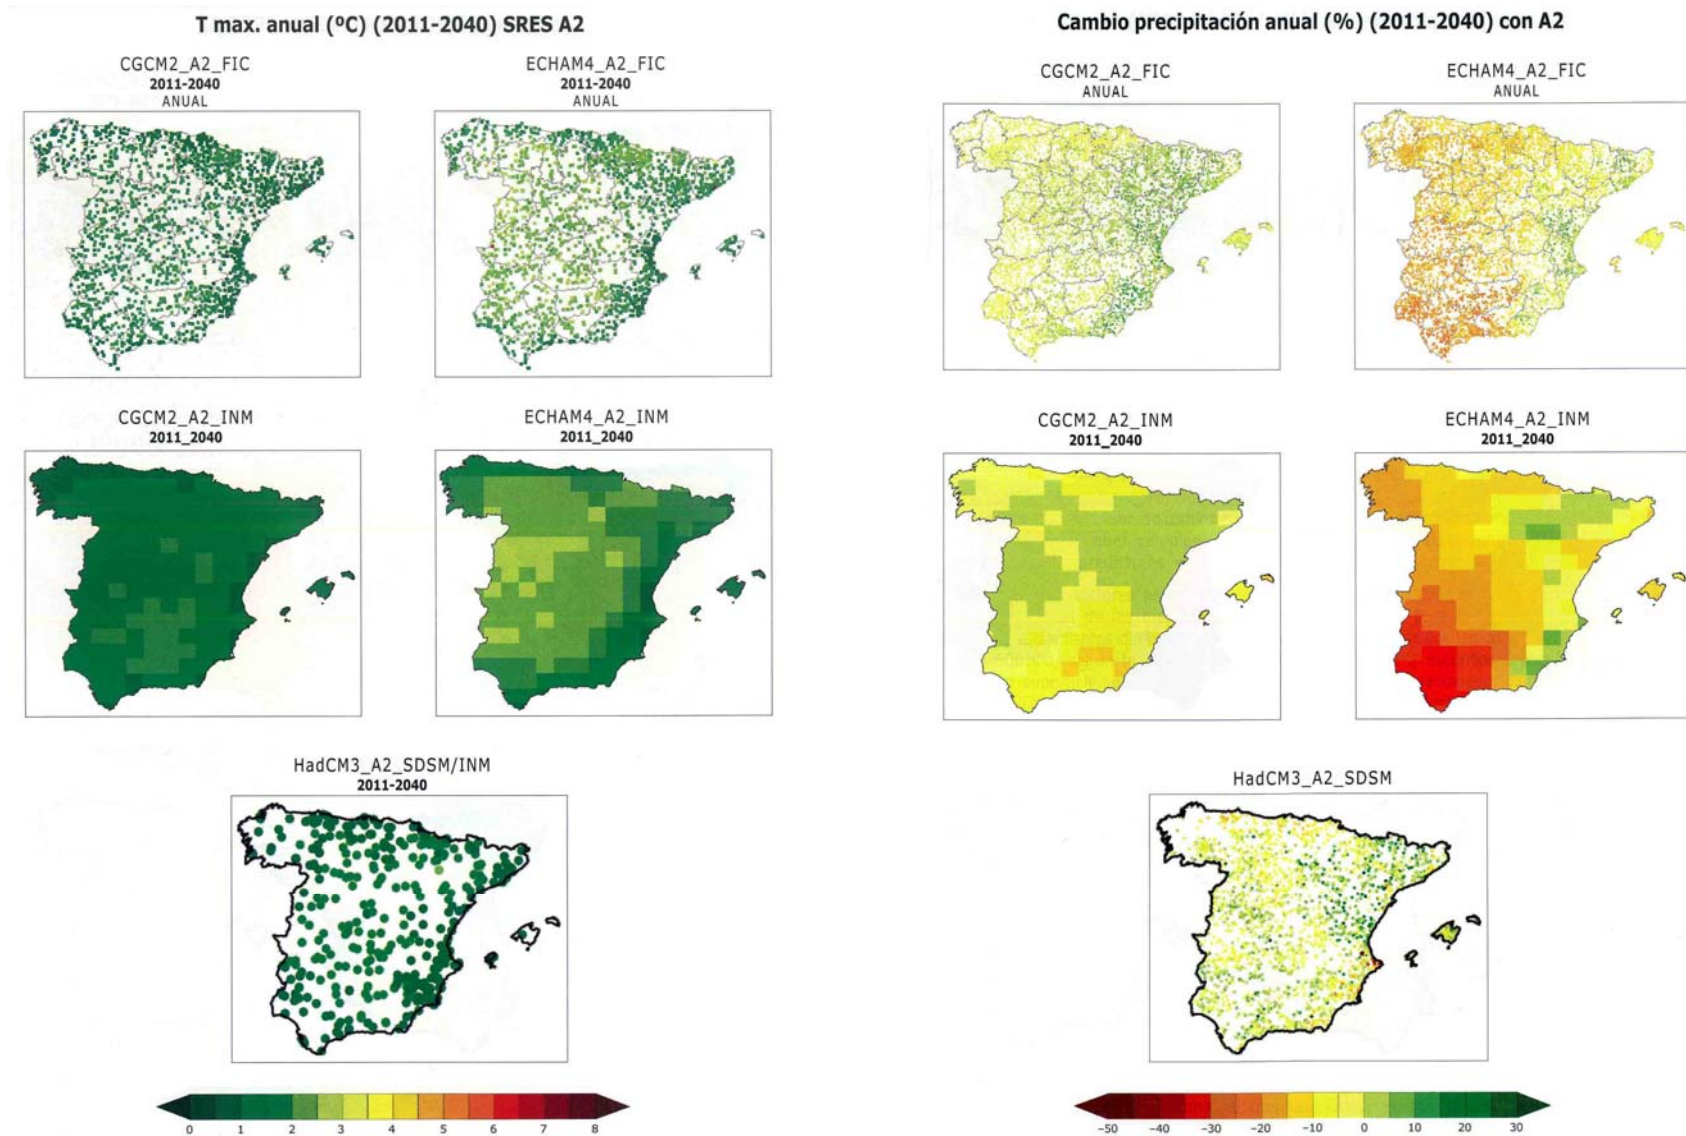 T max. anual (ºC) (2011-2040) SRES A2
CGCM2_A2_FIC
2011-2040
ANUAL
ECHAM4_A2_FIC
2011-2040
ANUAL
CGCM2_A2_INM
2011_2040
ECHAM4_A2_INM
2011_2040
HadCM3_A2_SDSM/INM
2011-2040
0 1 2 3 4 5 6 7 8
Cambio precipitación anual (%) (2011-2040) con A2
CGCM2_A2_FIC
ANUAL
ECHAM4_A2_FIC
ANUAL
CGCM2_A2_INM
2011_2040
ECHAM4_A2_INM
2011_2040
HadCM3_A2_SDSM
−50 −40 −30 −20 −10 0 10 20 30